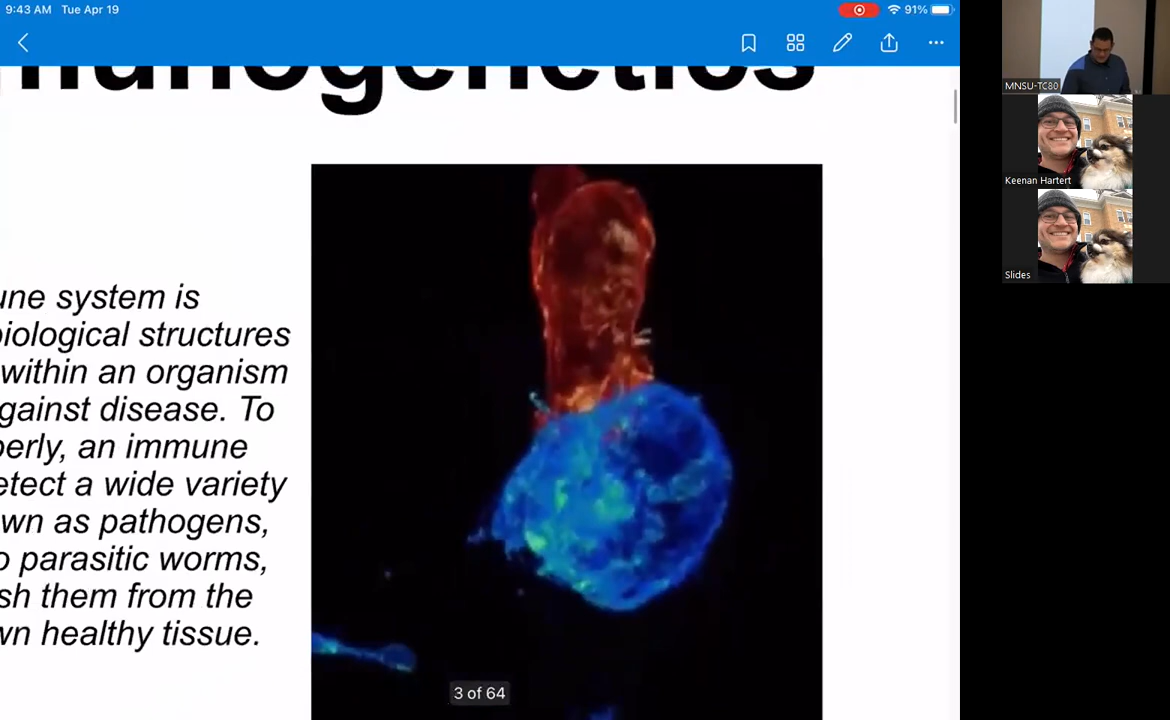 9:43 AM Tue Apr 19
91%
nunogenetics
une system is
biological structures
within an organism
gainst disease. To
perly, an immune
etect a wide variety
wn as pathogens,
o parasitic worms,
sh them from the
wn healthy tissue.
3 of 64
MNSU-TC80
Keenan Hartert
Slides